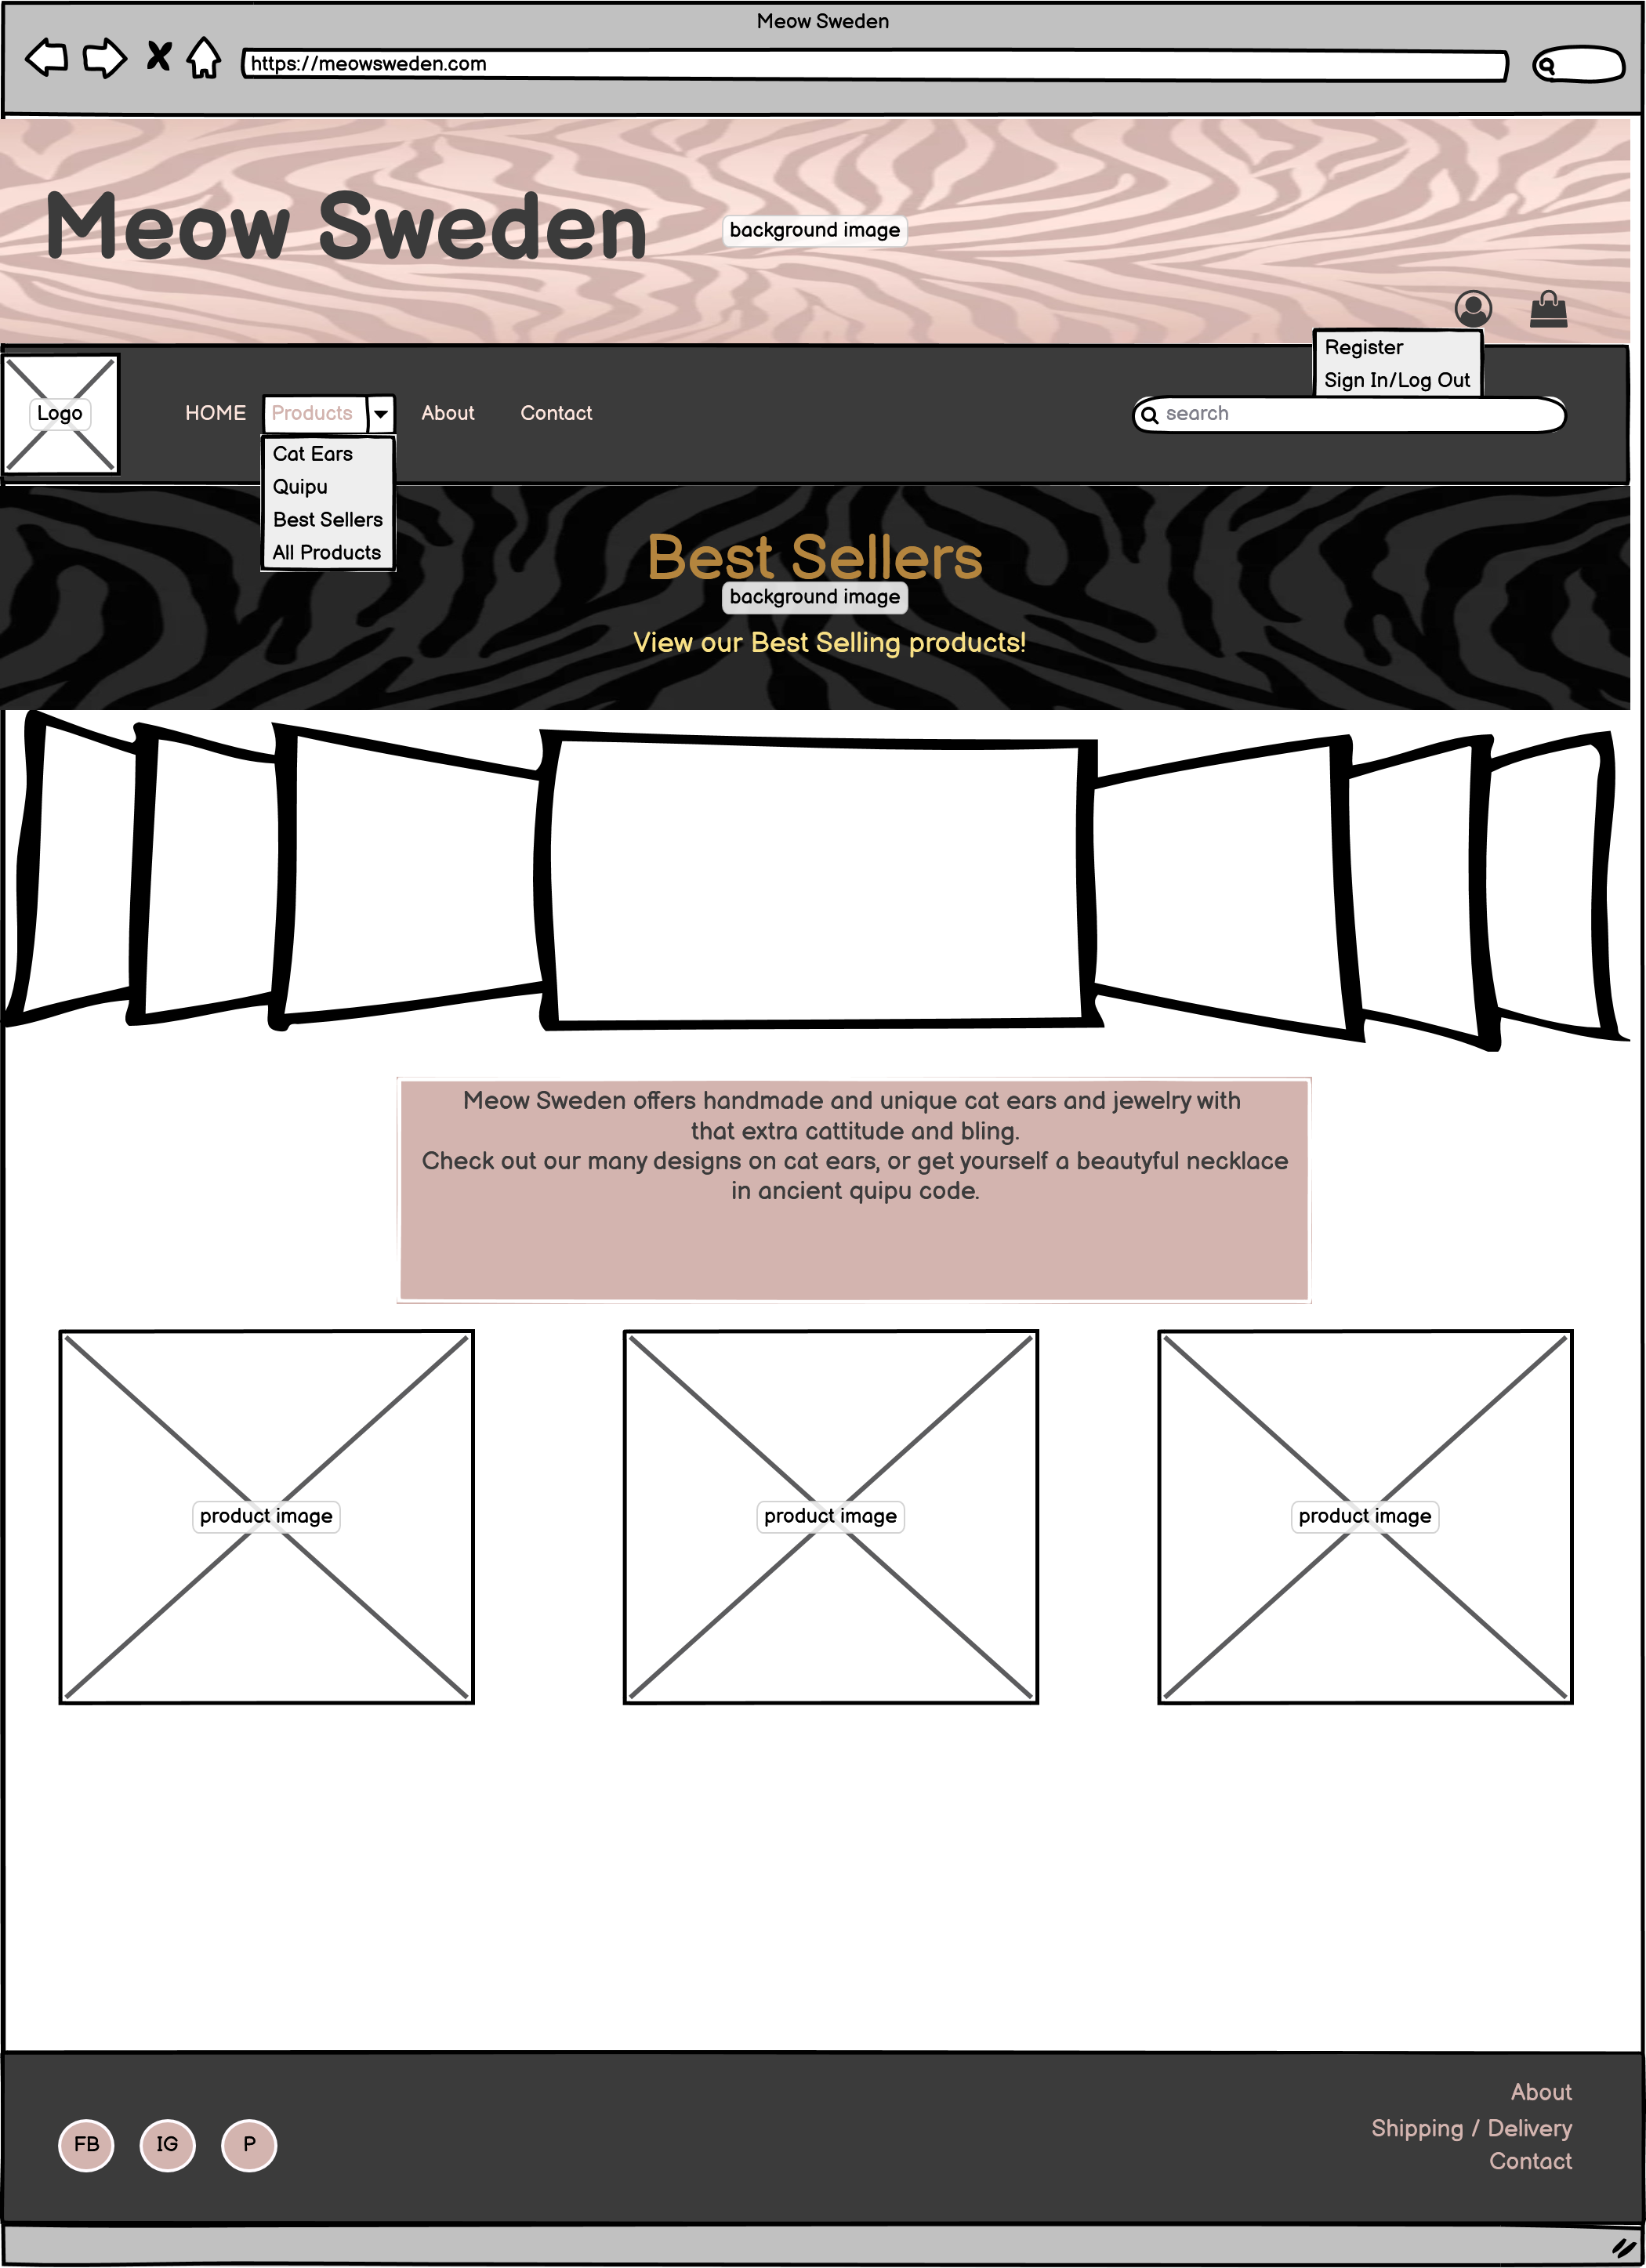 Meow Sweden
https://meowsweden.com
Meow Sweden
background image
Register
Sign In/Log Out
Logo
HOME
Products
About
Contact
search
Cat Ears
Quipu
Best Sellers
All Products
Best Sellers
background image
View our Best Selling products!
Meow Sweden offers handmade and unique cat ears and jewelry with
that extra cattitude and bling.
Check out our many designs on cat ears, or get yourself a beautyful necklace
in ancient quipu code.
product image
product image
product image
About
Shipping / Delivery
Contact
FB
IG
P